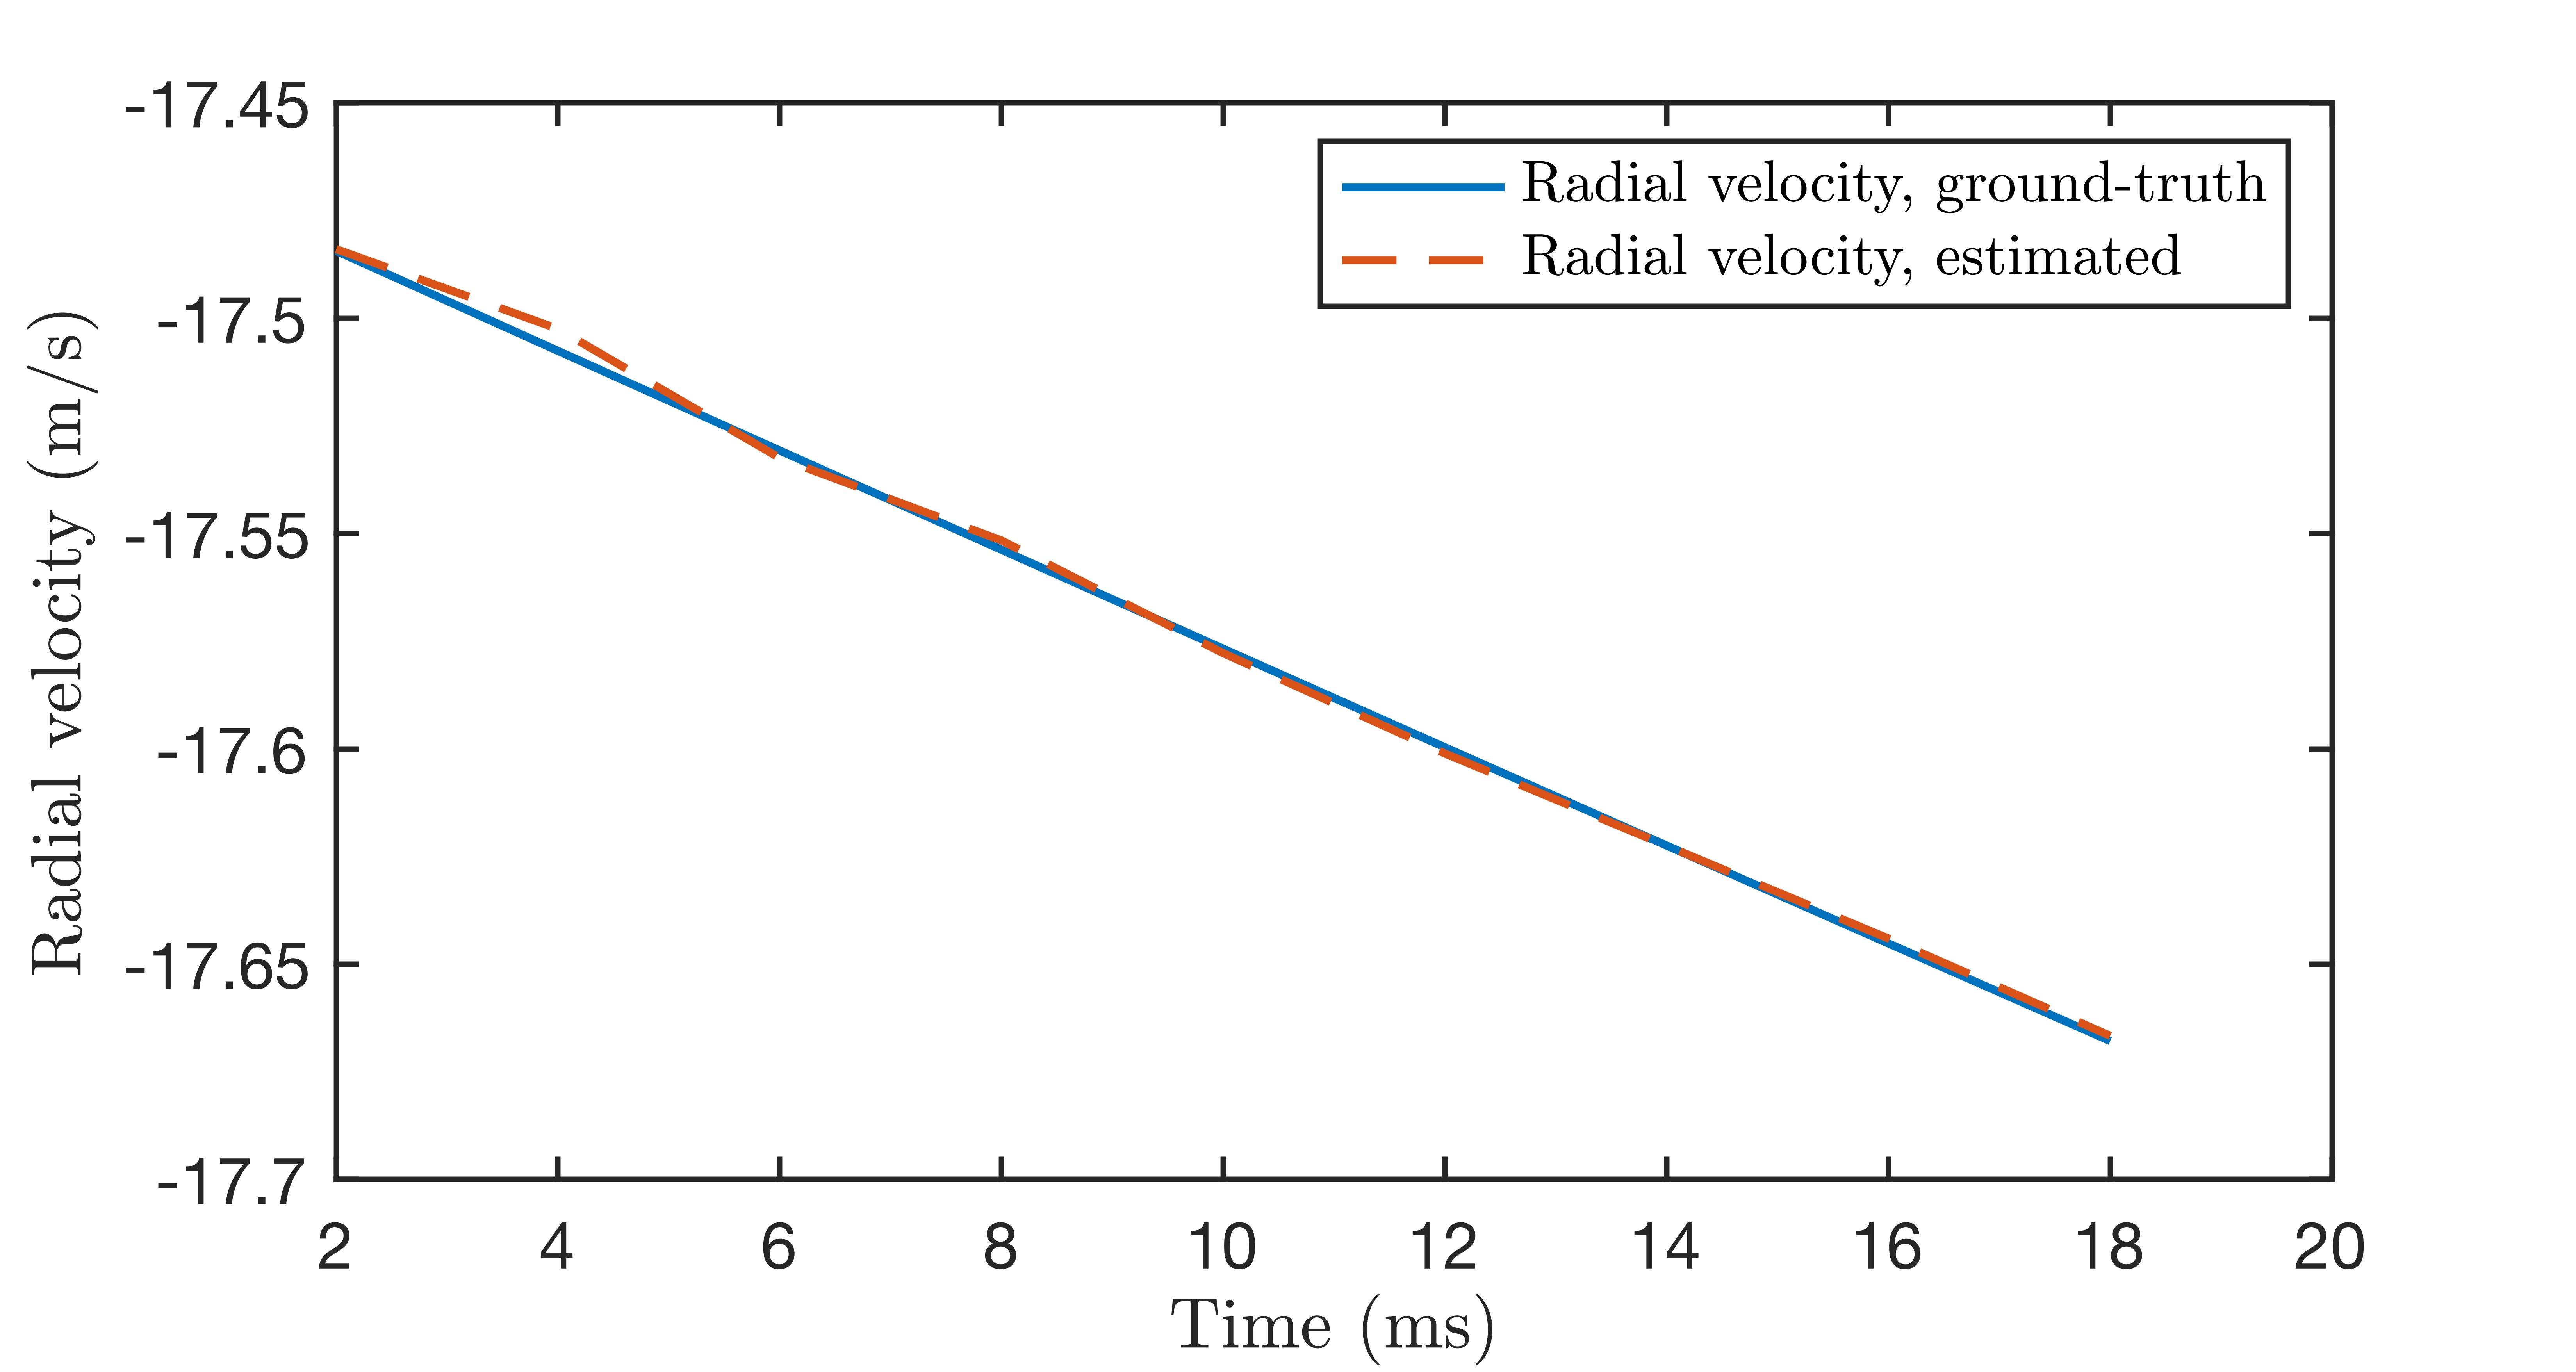 Radial velocity (m/s)
-17.45
-17.5
-17.55
-17.6
-17.65
-17.7
Radial velocity, ground-truth
Radial velocity, estimated
2 4 6 8 10 12 14 16 18 20
Time (ms)